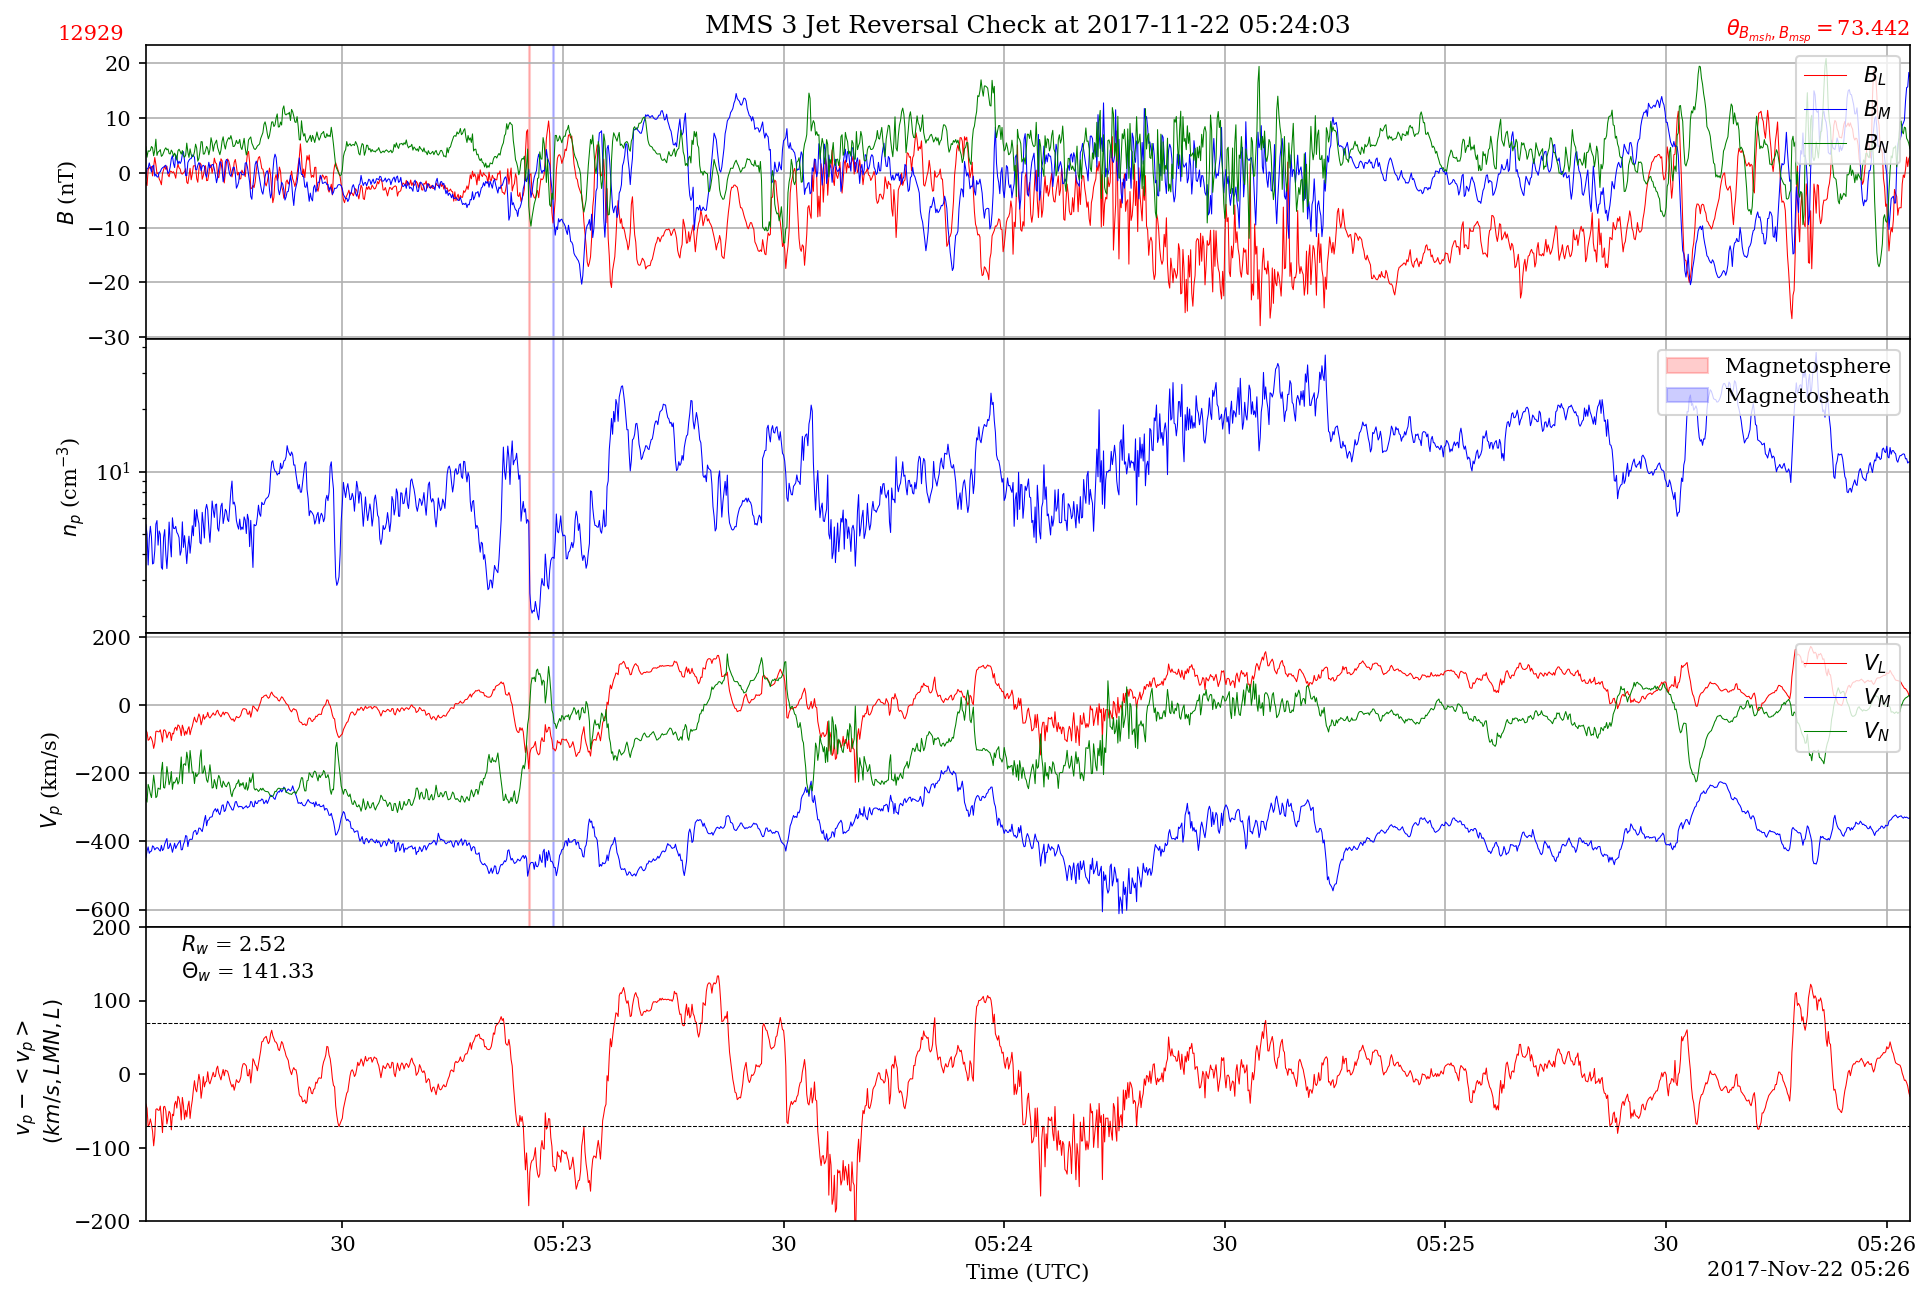 12929
MMS 3 Jet Reversal Check at 2017-11-22 05:24:03
θ_{B_{msh}, B_{msp}} = 73.442
20
10
0
−10
−20
−30
B (nT)
B_L
B_M
B_N
10^1
n_p (cm^{−3})
Magnetosphere
Magnetosheath
200
0
−200
−400
−600
V_p (km/s)
V_L
V_M
V_N
200
100
0
−100
−200
v_p − <v_p>
(km/s, LMN, L)
R_w = 2.52
Θ_w = 141.33
30
05:23
30
05:24
30
05:25
30
05:26
Time (UTC)
2017-Nov-22 05:26